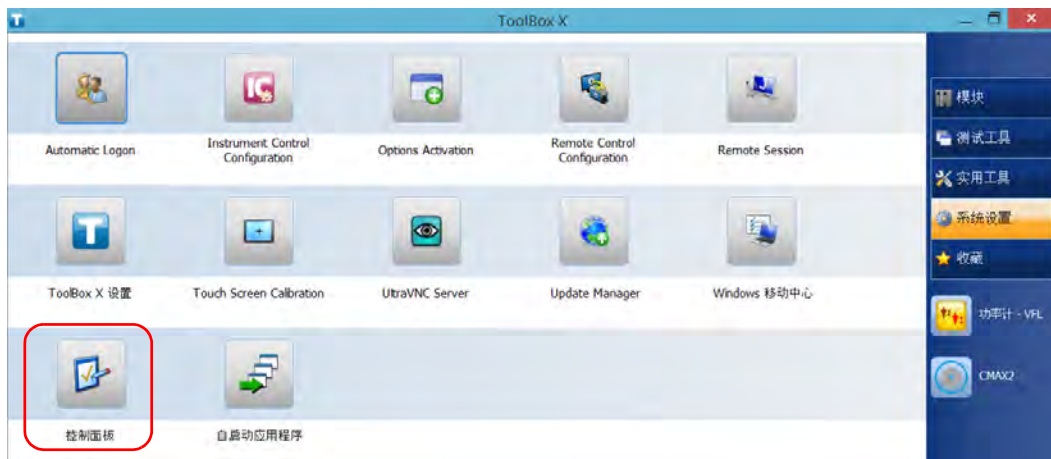 ToolBox X
Automatic Logon
Instrument Control
Configuration
Options Activation
Remote Control
Configuration
Remote Session
ToolBox X 设置
Touch Screen Calibration
UltraVNC Server
Update Manager
Windows 移动中心
控制面板
自启动应用程序
模块
测试工具
实用工具
系统设置
收藏
功率计 - VFL
CMAX2